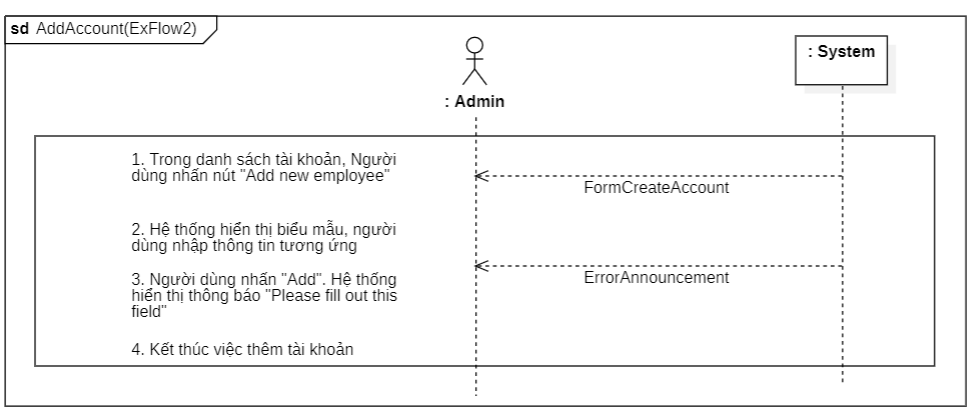 sd AddAccount(ExFlow2)
: System
: Admin
1. Trong danh sách tài khoản, Người
dùng nhấn nút "Add new employee"
FormCreateAccount
2. Hệ thống hiển thị biểu mẫu, người
dùng nhập thông tin tương ứng
ErrorAnnouncement
3. Người dùng nhấn "Add". Hệ thống
hiển thị thông báo "Please fill out this
field"
4. Kết thúc việc thêm tài khoản